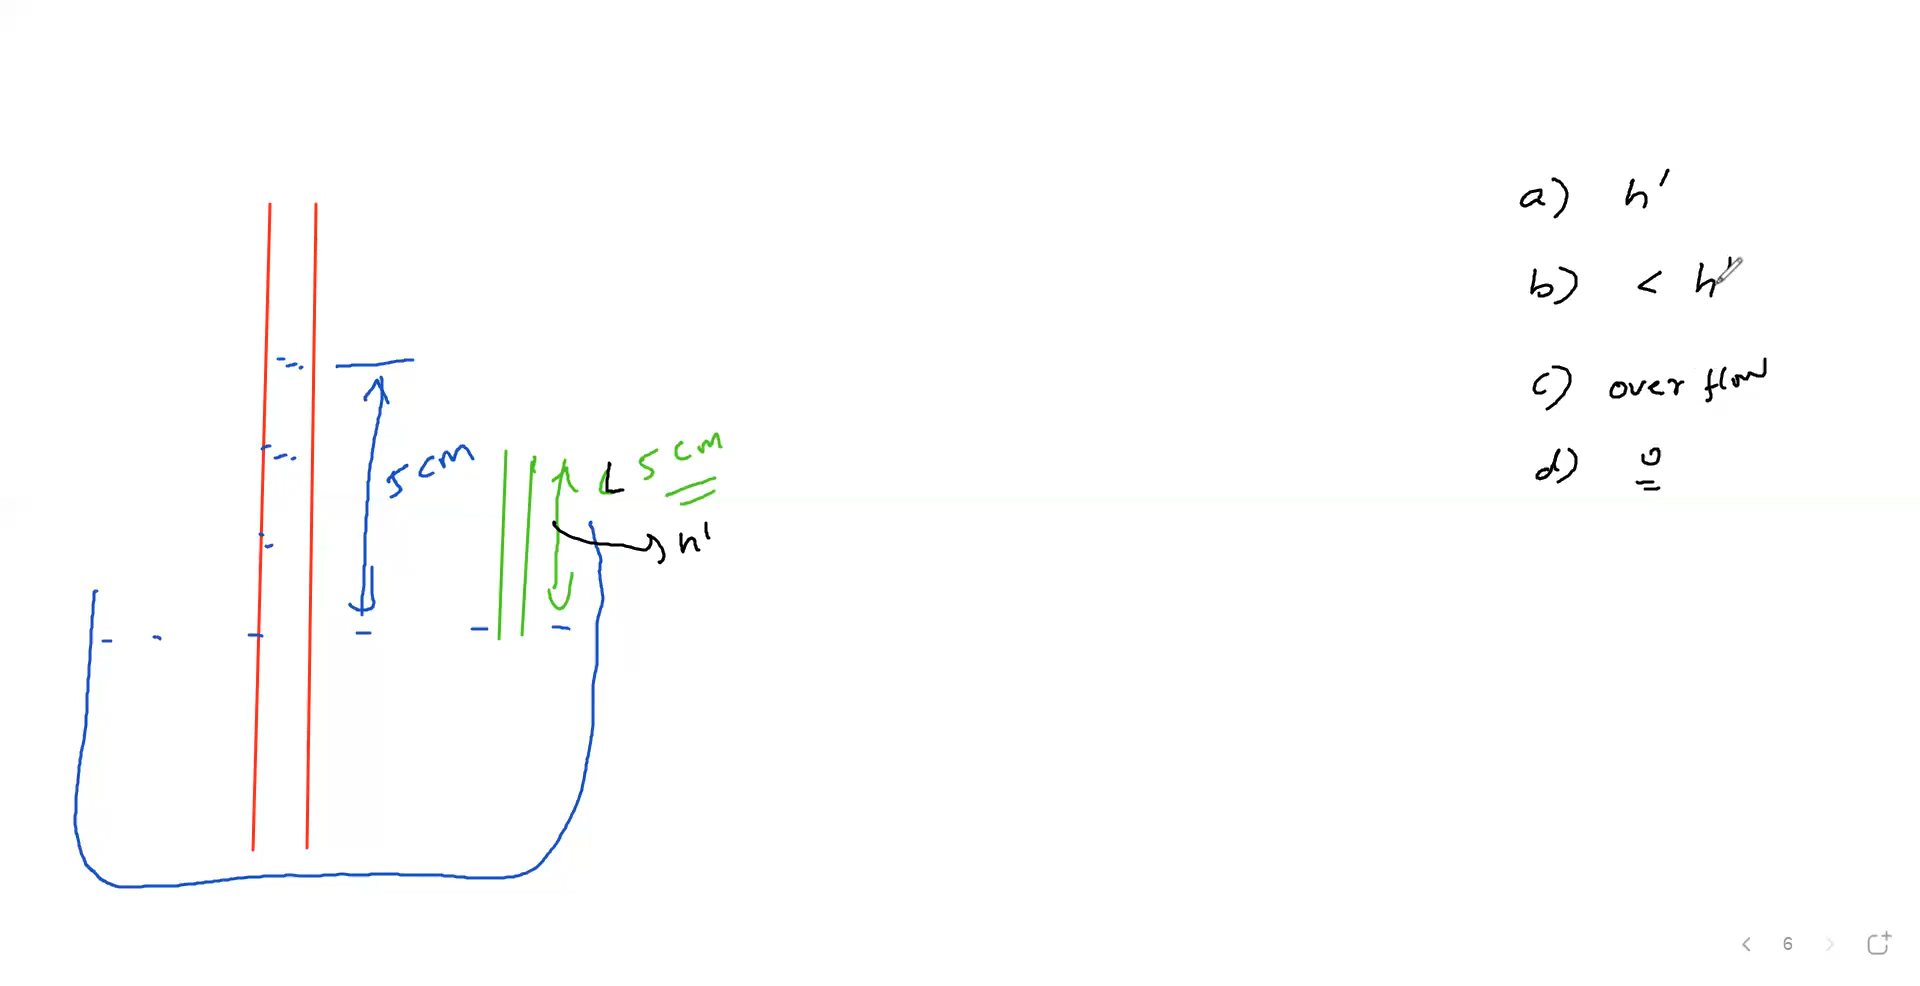 5 cm
< 5 cm
h'
a) h'
b) < h'
c) over flow
d) 0
6